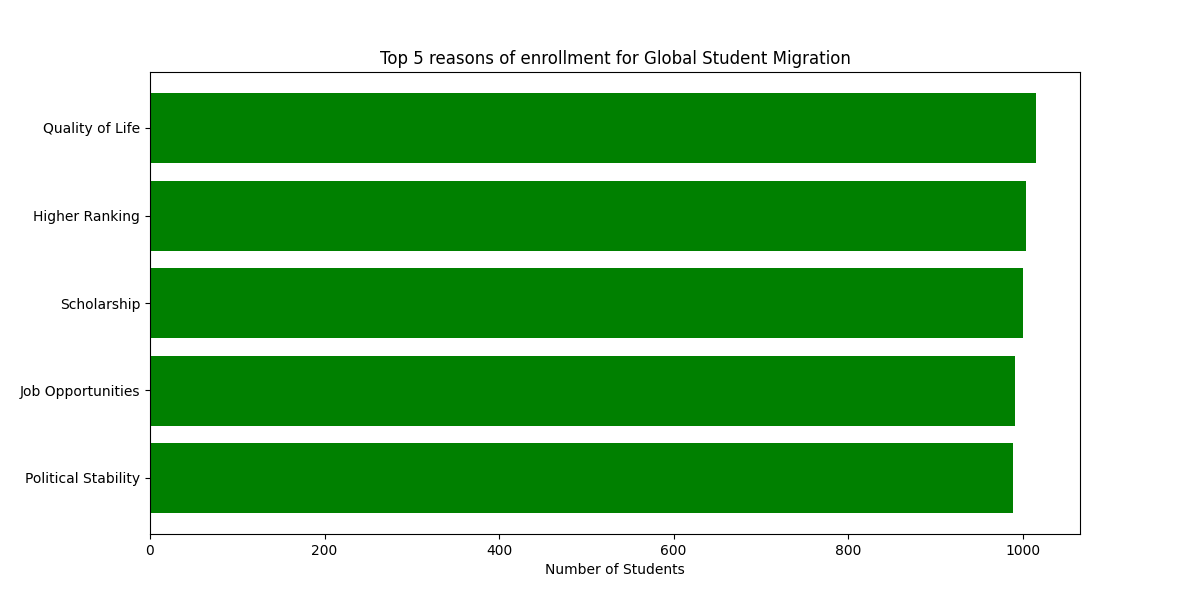 Top 5 reasons of enrollment for Global Student Migration
Quality of Life
Higher Ranking
Scholarship
Job Opportunities
Political Stability
0 200 400 600 800 1000
Number of Students